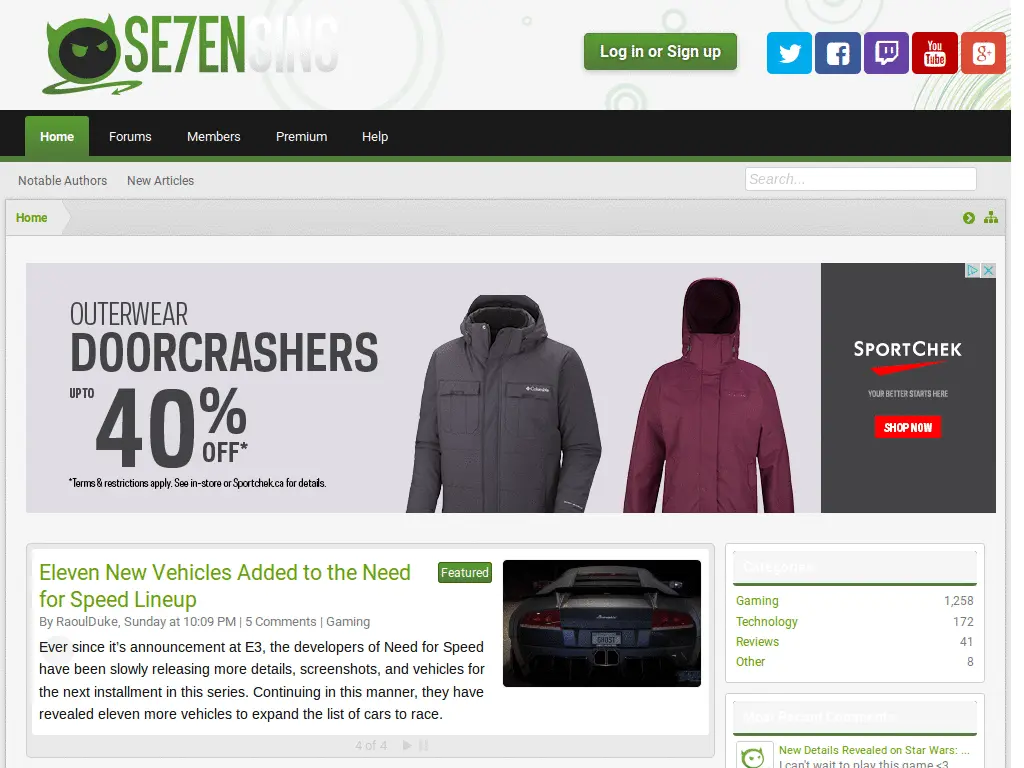 SE7EN SINS
Log in or Sign up
You
Tube
g+
Home Forums Members Premium Help
Notable Authors New Articles
Search...
Home
OUTERWEAR
DOORCRASHERS
UP TO
40%
OFF*
*Terms & restrictions apply. See in-store or Sportchek.ca for details.
Columbia
SPORTCHEK
YOUR BETTER STARTS HERE
SHOP NOW
Eleven New Vehicles Added to the Need
for Speed Lineup
Featured
By RaoulDuke, Sunday at 10:09 PM | 5 Comments | Gaming
Ever since it’s announcement at E3, the developers of Need for Speed
have been slowly releasing more details, screenshots, and vehicles for
the next installment in this series. Continuing in this manner, they have
revealed eleven more vehicles to expand the list of cars to race.
GHOST
4 of 4
Categories
Gaming 1,258
Technology 172
Reviews 41
Other 8
Most Recent Comments
New Details Revealed on Star Wars: ...
I can't wait to play this game <3